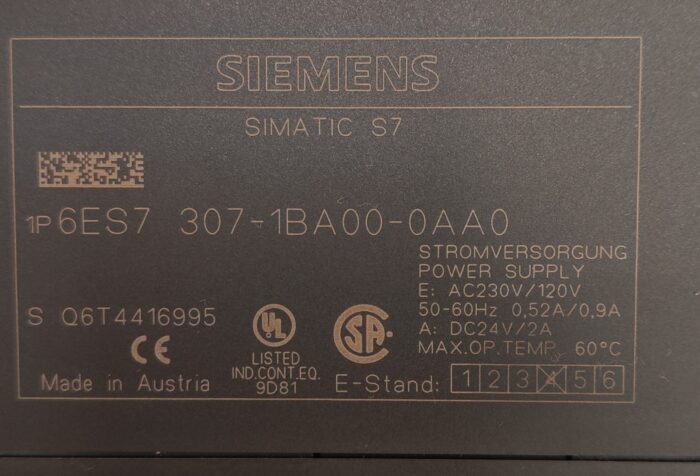 SIEMENS
SIMATIC S7
1P 6ES7 307-1BA00-0AA0
STROMVERSORGUNG
POWER SUPPLY
E: AC230V/120V
50-60Hz 0,52A/0,9A
A: DC24V/2A
MAX.OP.TEMP. 60°C
S Q6T4416995
CE
UL
LISTED
IND.CONT.EQ.
9D81
SA
Made in Austria
E-Stand: 1 2 3 4 5 6